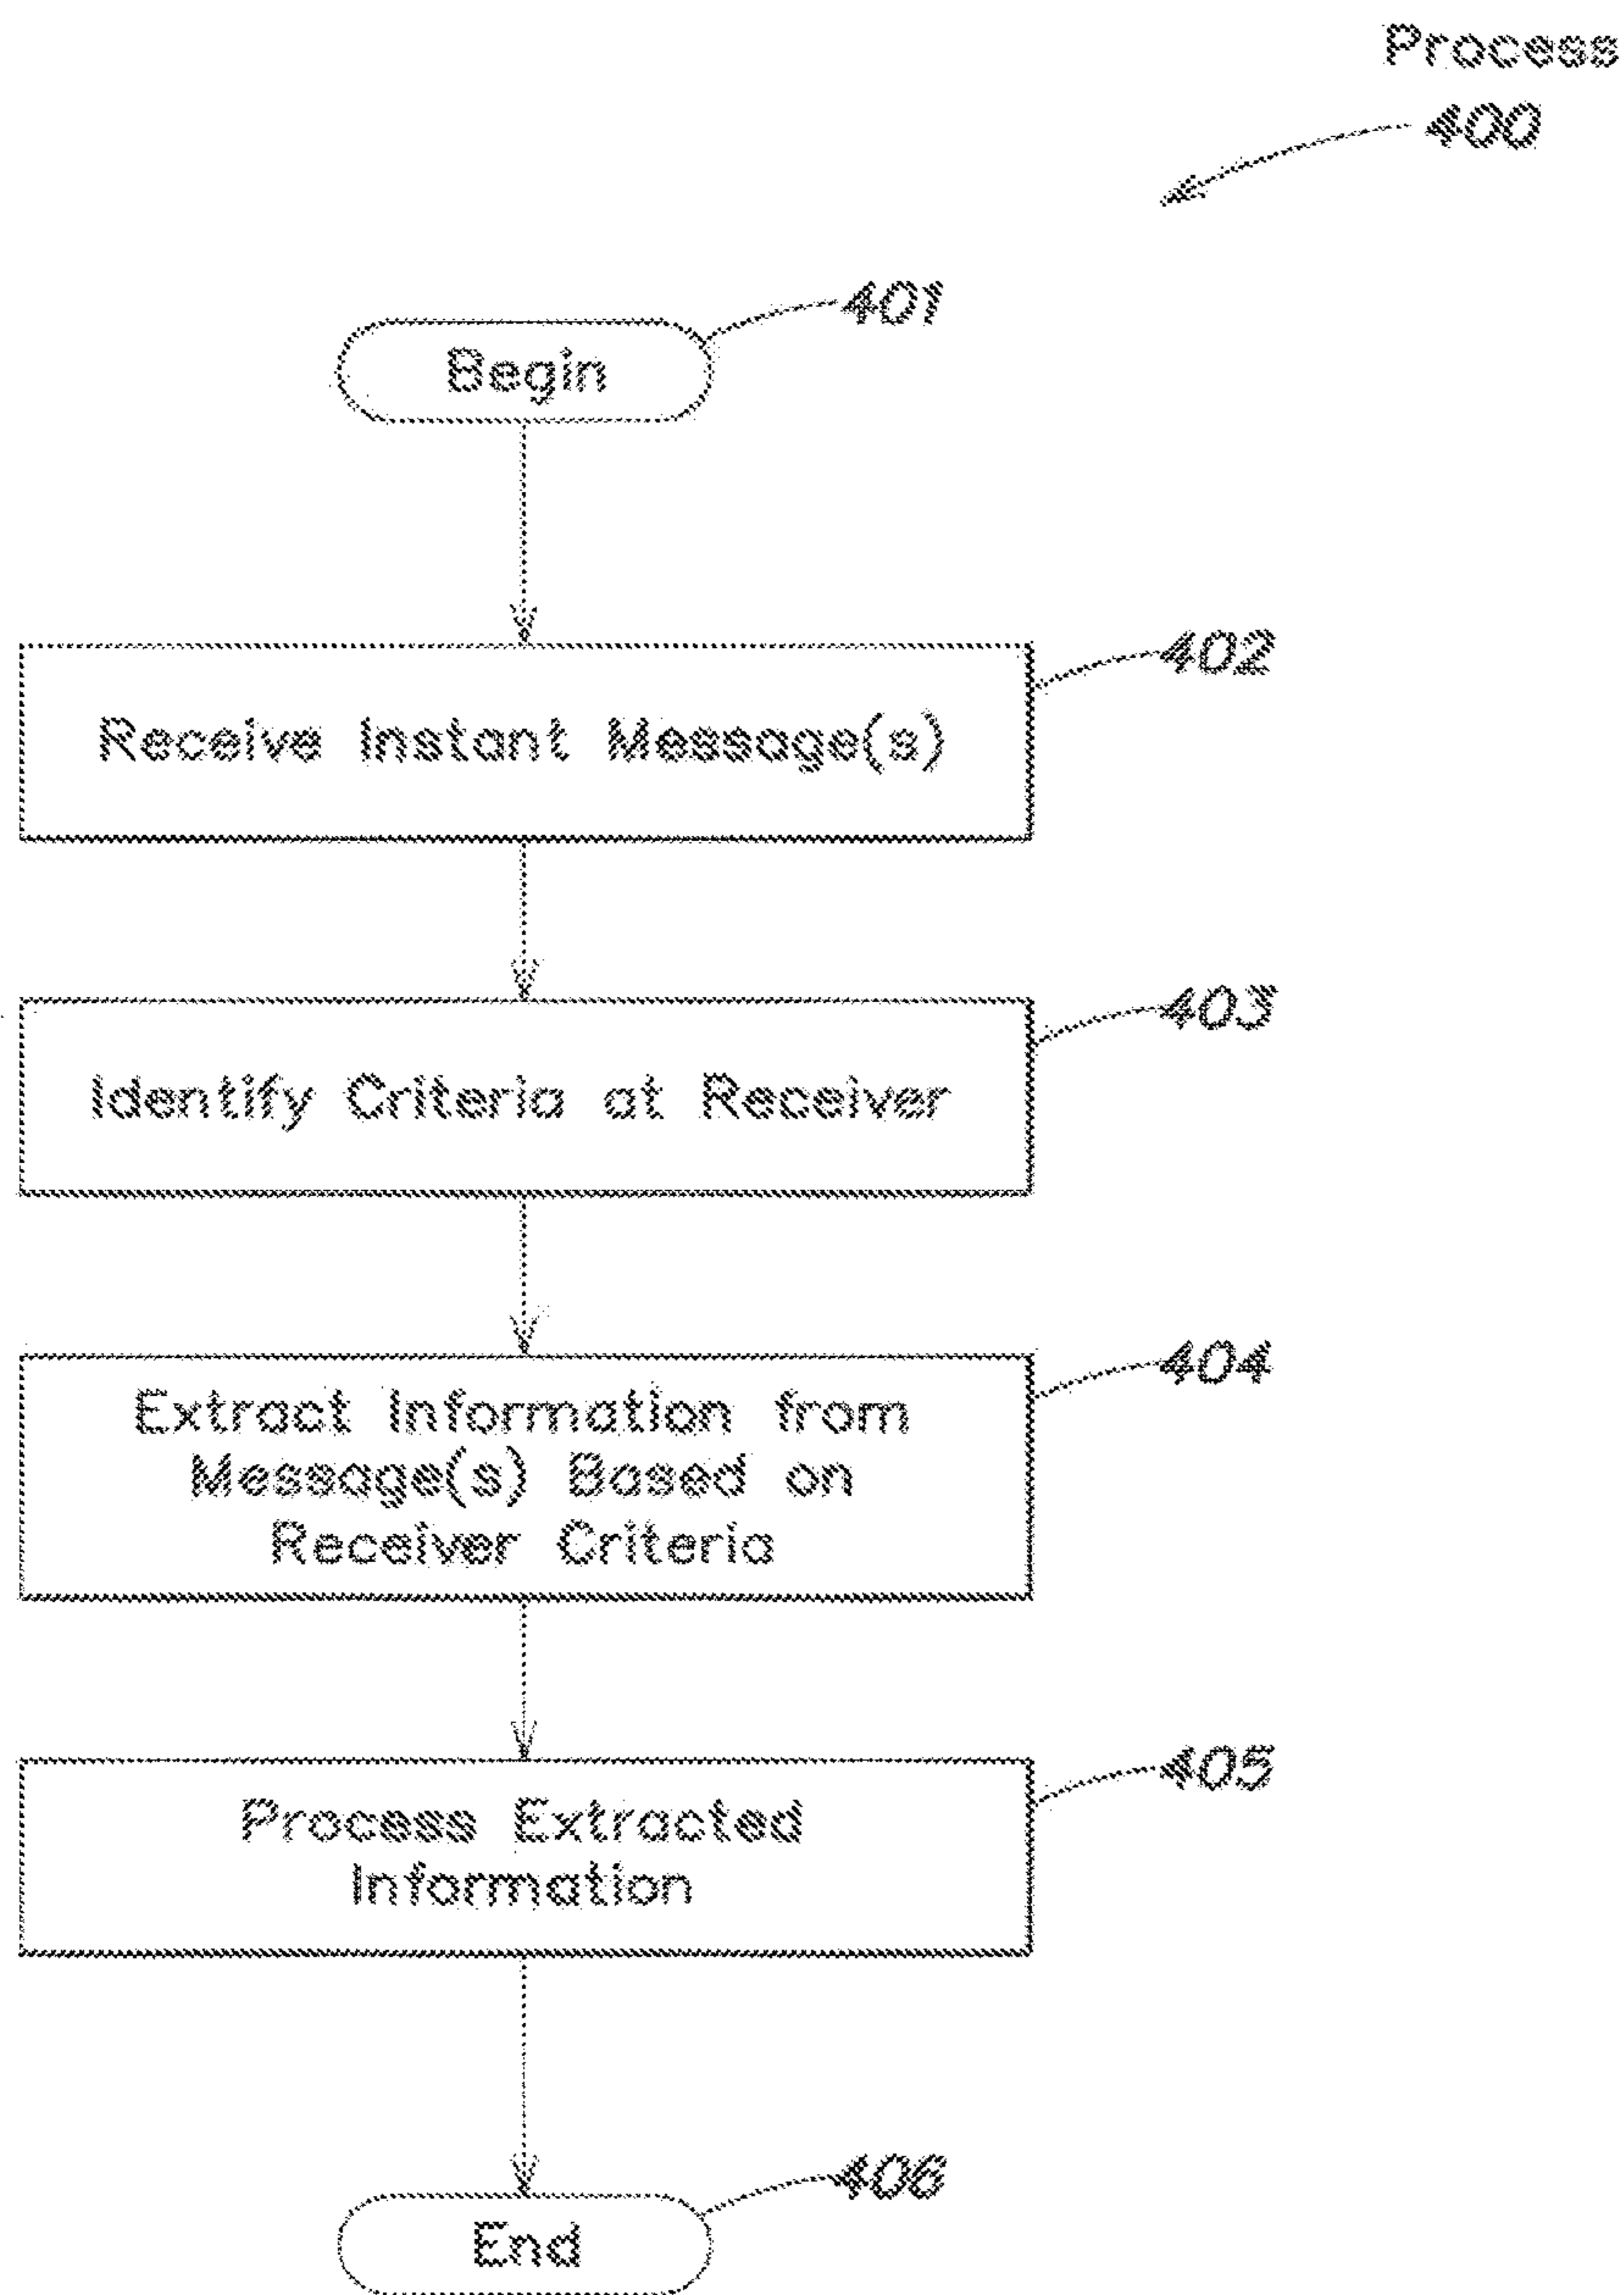 Process
400
401
Begin
402
Receive Instant Message(s)
403
Identify Criteria at Receiver
404
Extract Information from
Message(s) Based on
Receiver Criteria
405
Process Extracted
Information
406
End